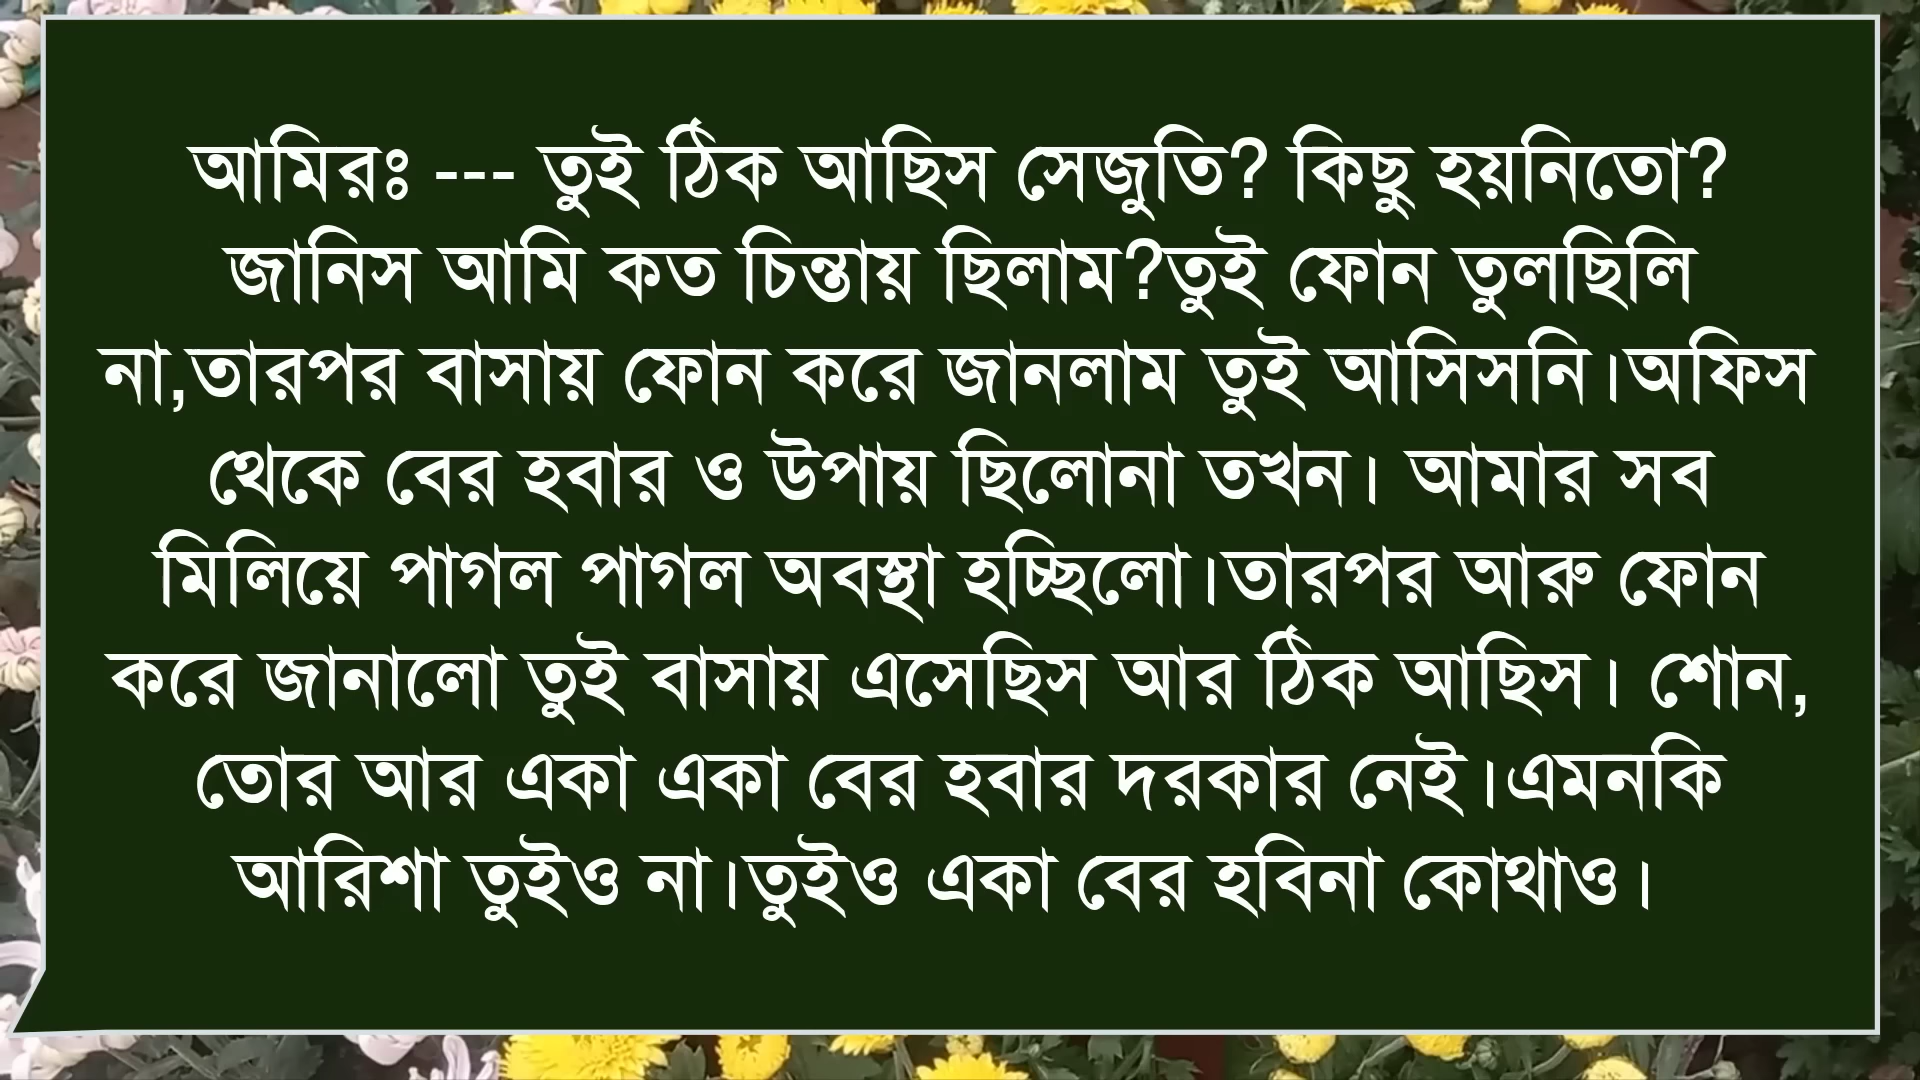 আমিরঃ --- তুই ঠিক আছিস সেজুতি? কিছু হয়নিতো?
জানিস আমি কত চিন্তায় ছিলাম?তুই ফোন তুলছিলি
না,তারপর বাসায় ফোন করে জানলাম তুই আসিসনি।অফিস
থেকে বের হবার ও উপায় ছিলোনা তখন। আমার সব
মিলিয়ে পাগল পাগল অবস্থা হচ্ছিলো।তারপর আরু ফোন
করে জানালো তুই বাসায় এসেছিস আর ঠিক আছিস। শোন,
তোর আর একা একা বের হবার দরকার নেই।এমনকি
আরিশা তুইও না।তুইও একা বের হবিনা কোথাও।